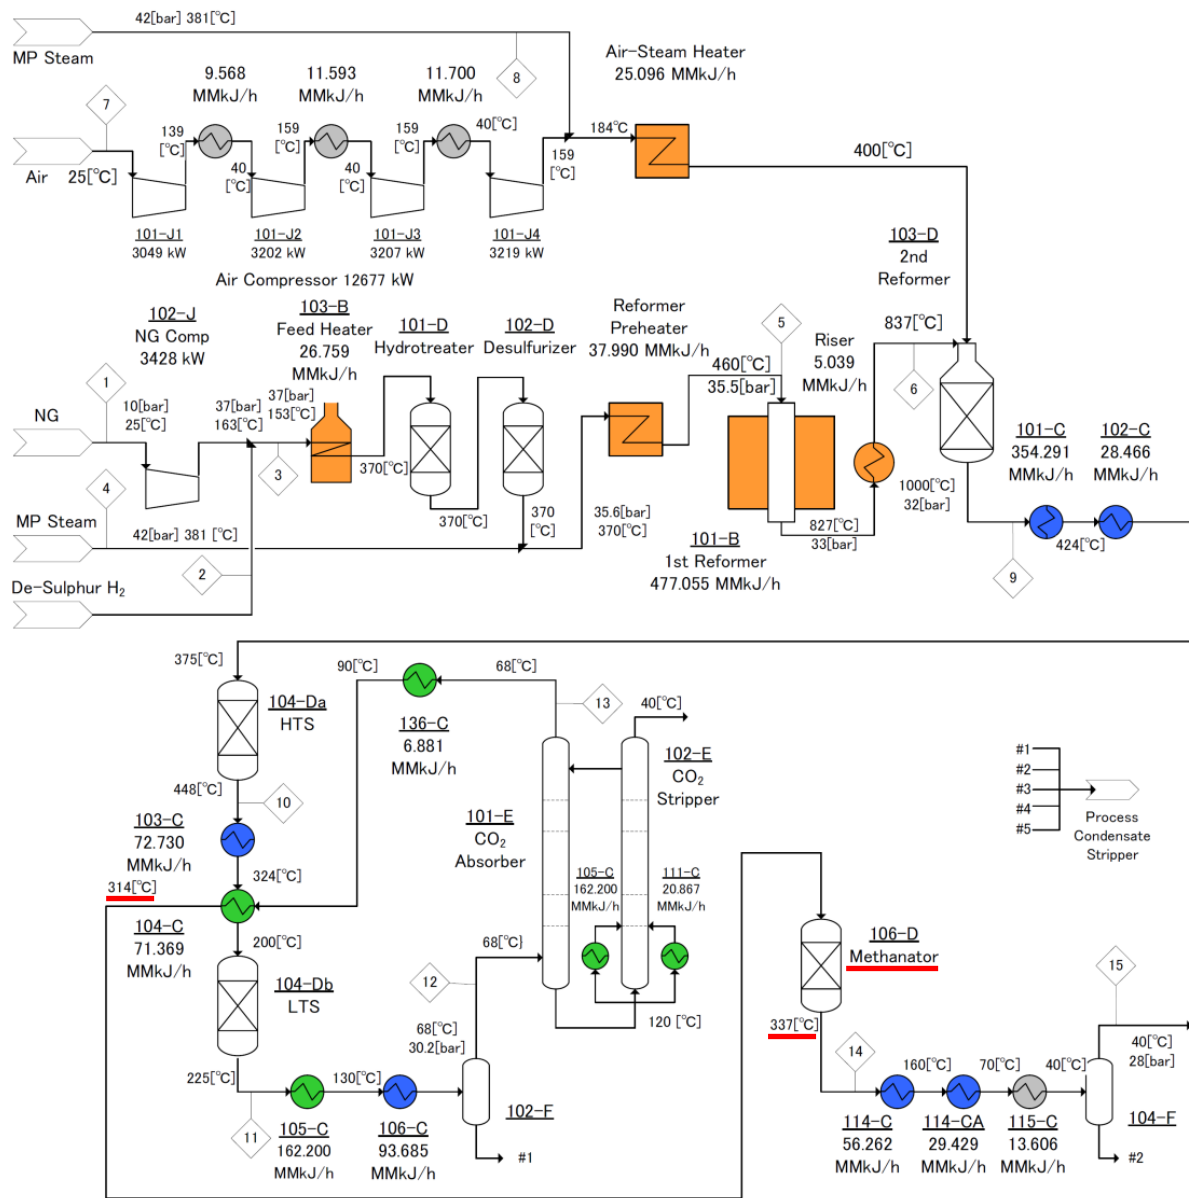 42[bar] 381[℃]
MP Steam
8
Air-Steam Heater
25.096 MMkJ/h
9.568
MMkJ/h
11.593
MMkJ/h
11.700
MMkJ/h
7
139
[℃]
159
[℃]
159
[℃]
40[℃]
184℃
400[℃]
Air
25[℃]
40
[℃]
40
[℃]
159
[℃]
101-J1
3049 kW
101-J2
3202 kW
101-J3
3207 kW
101-J4
3219 kW
Air Compressor 12677 kW
103-D
2nd
Reformer
102-J
NG Comp
3428 kW
103-B
Feed Heater
26.759
MMkJ/h
101-D
Hydrotreater
102-D
Desulfurizer
Reformer
Preheater
37.990 MMkJ/h
5
Riser
5.039
MMkJ/h
837[℃]
6
1
NG
10[bar]
25[℃]
37[bar]
163[℃]
37[bar]
153[℃]
3
370[℃]
460[℃]
35.5[bar]
101-C
354.291
MMkJ/h
102-C
28.466
MMkJ/h
4
MP Steam
42[bar] 381 [℃]
370[℃]
370
[℃]
35.6[bar]
370[℃]
827[℃]
33[bar]
1000[℃]
32[bar]
424[℃]
9
2
De-Sulphur H₂
101-B
1st Reformer
477.055 MMkJ/h
375[℃]
90[℃]
68[℃]
13
40[℃]
104-Da
HTS
136-C
6.881
MMkJ/h
102-E
CO₂
Stripper
#1
#2
#3
#4
#5
Process
Condensate
Stripper
448[℃]
10
103-C
72.730
MMkJ/h
101-E
CO₂
Absorber
324[℃]
314[℃]
105-C
162.200
MMkJ/h
111-C
20.867
MMkJ/h
104-C
71.369
MMkJ/h
200[℃]
68[℃]
106-D
Methanator
104-Db
LTS
12
120 [℃]
337[℃]
15
68[℃]
30.2[bar]
14
40[℃]
28[bar]
225[℃]
130[℃]
160[℃]
70[℃]
40[℃]
11
105-C
162.200
MMkJ/h
106-C
93.685
MMkJ/h
102-F
#1
114-C
56.262
MMkJ/h
114-CA
29.429
MMkJ/h
115-C
13.606
MMkJ/h
104-F
#2